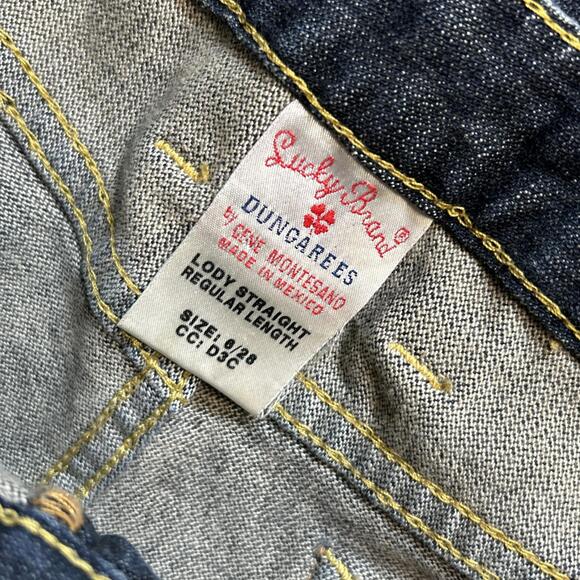 Lucky Brand®
DUNGAREES
by GENE MONTESANO
MADE IN MEXICO
LODY STRAIGHT
REGULAR LENGTH
SIZE: 6/28
CC: D3C